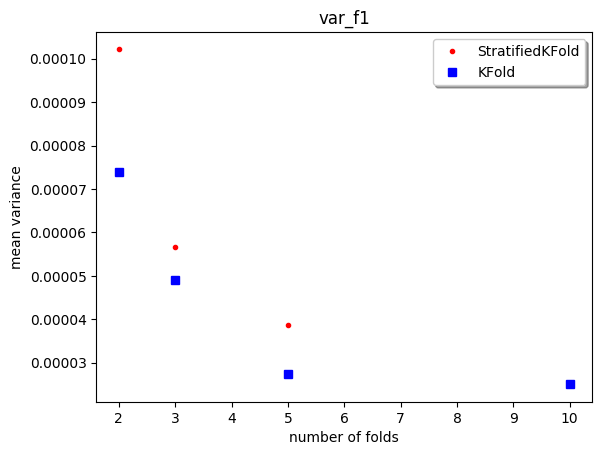 var_f1
StratifiedKFold
KFold
mean variance
0.00010
0.00009
0.00008
0.00007
0.00006
0.00005
0.00004
0.00003
2 3 4 5 6 7 8 9 10
number of folds